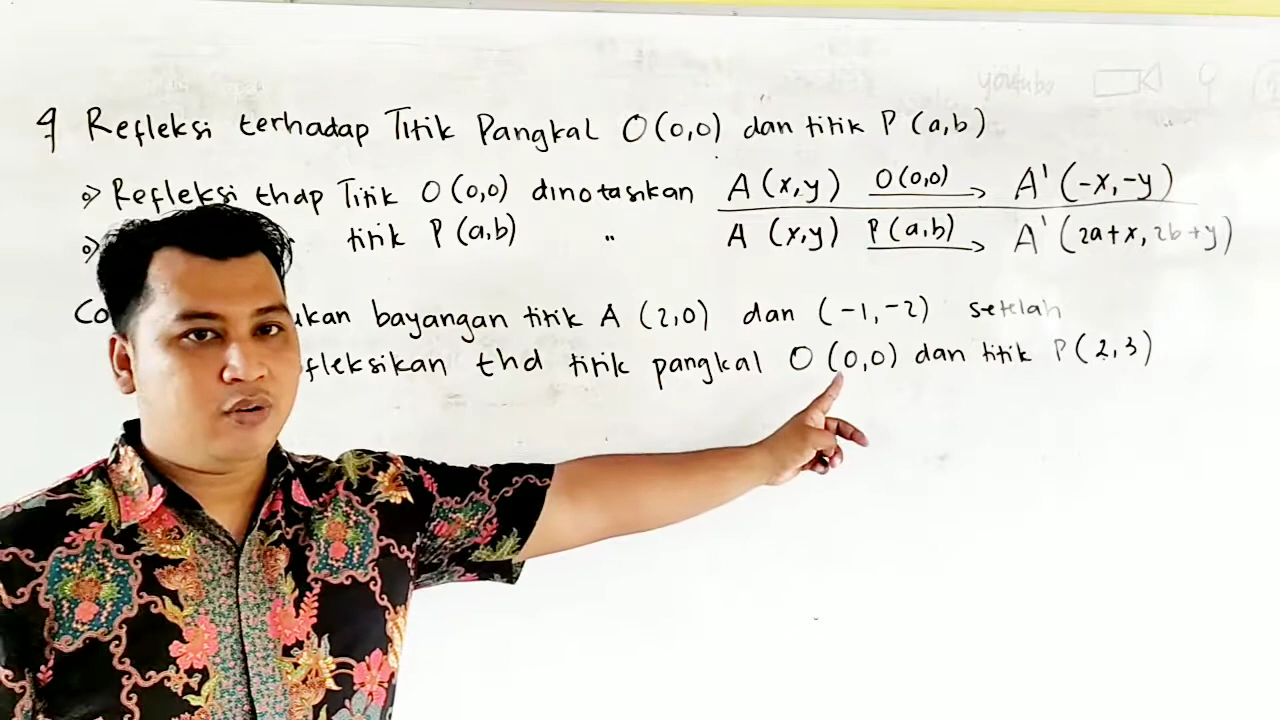 youtube
9 Refleksi terhadap Titik Pangkal O (0,0) dan titik P (a,b)
Refleksi thdp Titik O (0,0) dinotasikan A (x,y) O(0,0) → A' (-x,-y)
titik P (a,b) " A (x,y) P(a,b) → A' (2a+x, 2b+y)
Co ukan bayangan titik A (2,0) dan (-1,-2) setelah
fleksikan thd titik pangkal O (0,0) dan titik P (2,3)